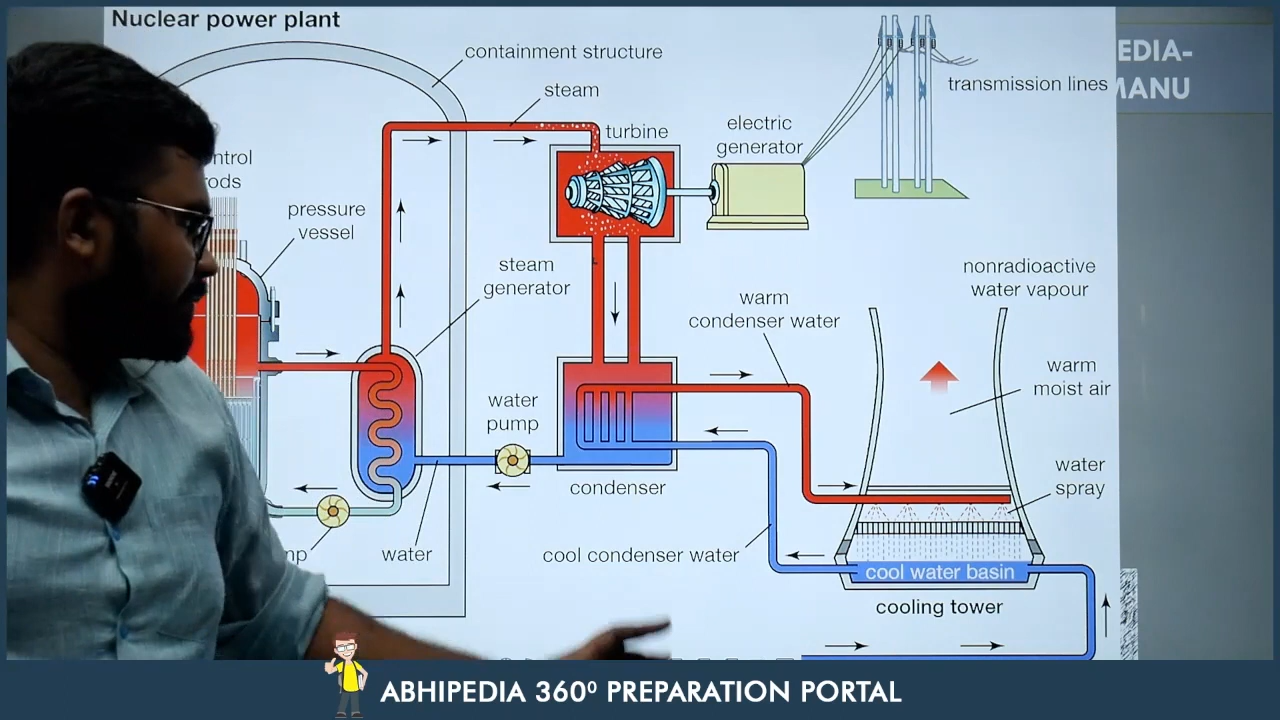 Nuclear power plant
containment structure
steam
turbine
electric
generator
transmission lines
EDIA-
MANU
ntrol
ods
pressure
vessel
steam
generator
warm
condenser water
nonradioactive
water vapour
warm
moist air
water
pump
water
spray
condenser
cool condenser water
water
cool water basin
cooling tower
ABHIPEDIA 360⁰ PREPARATION PORTAL